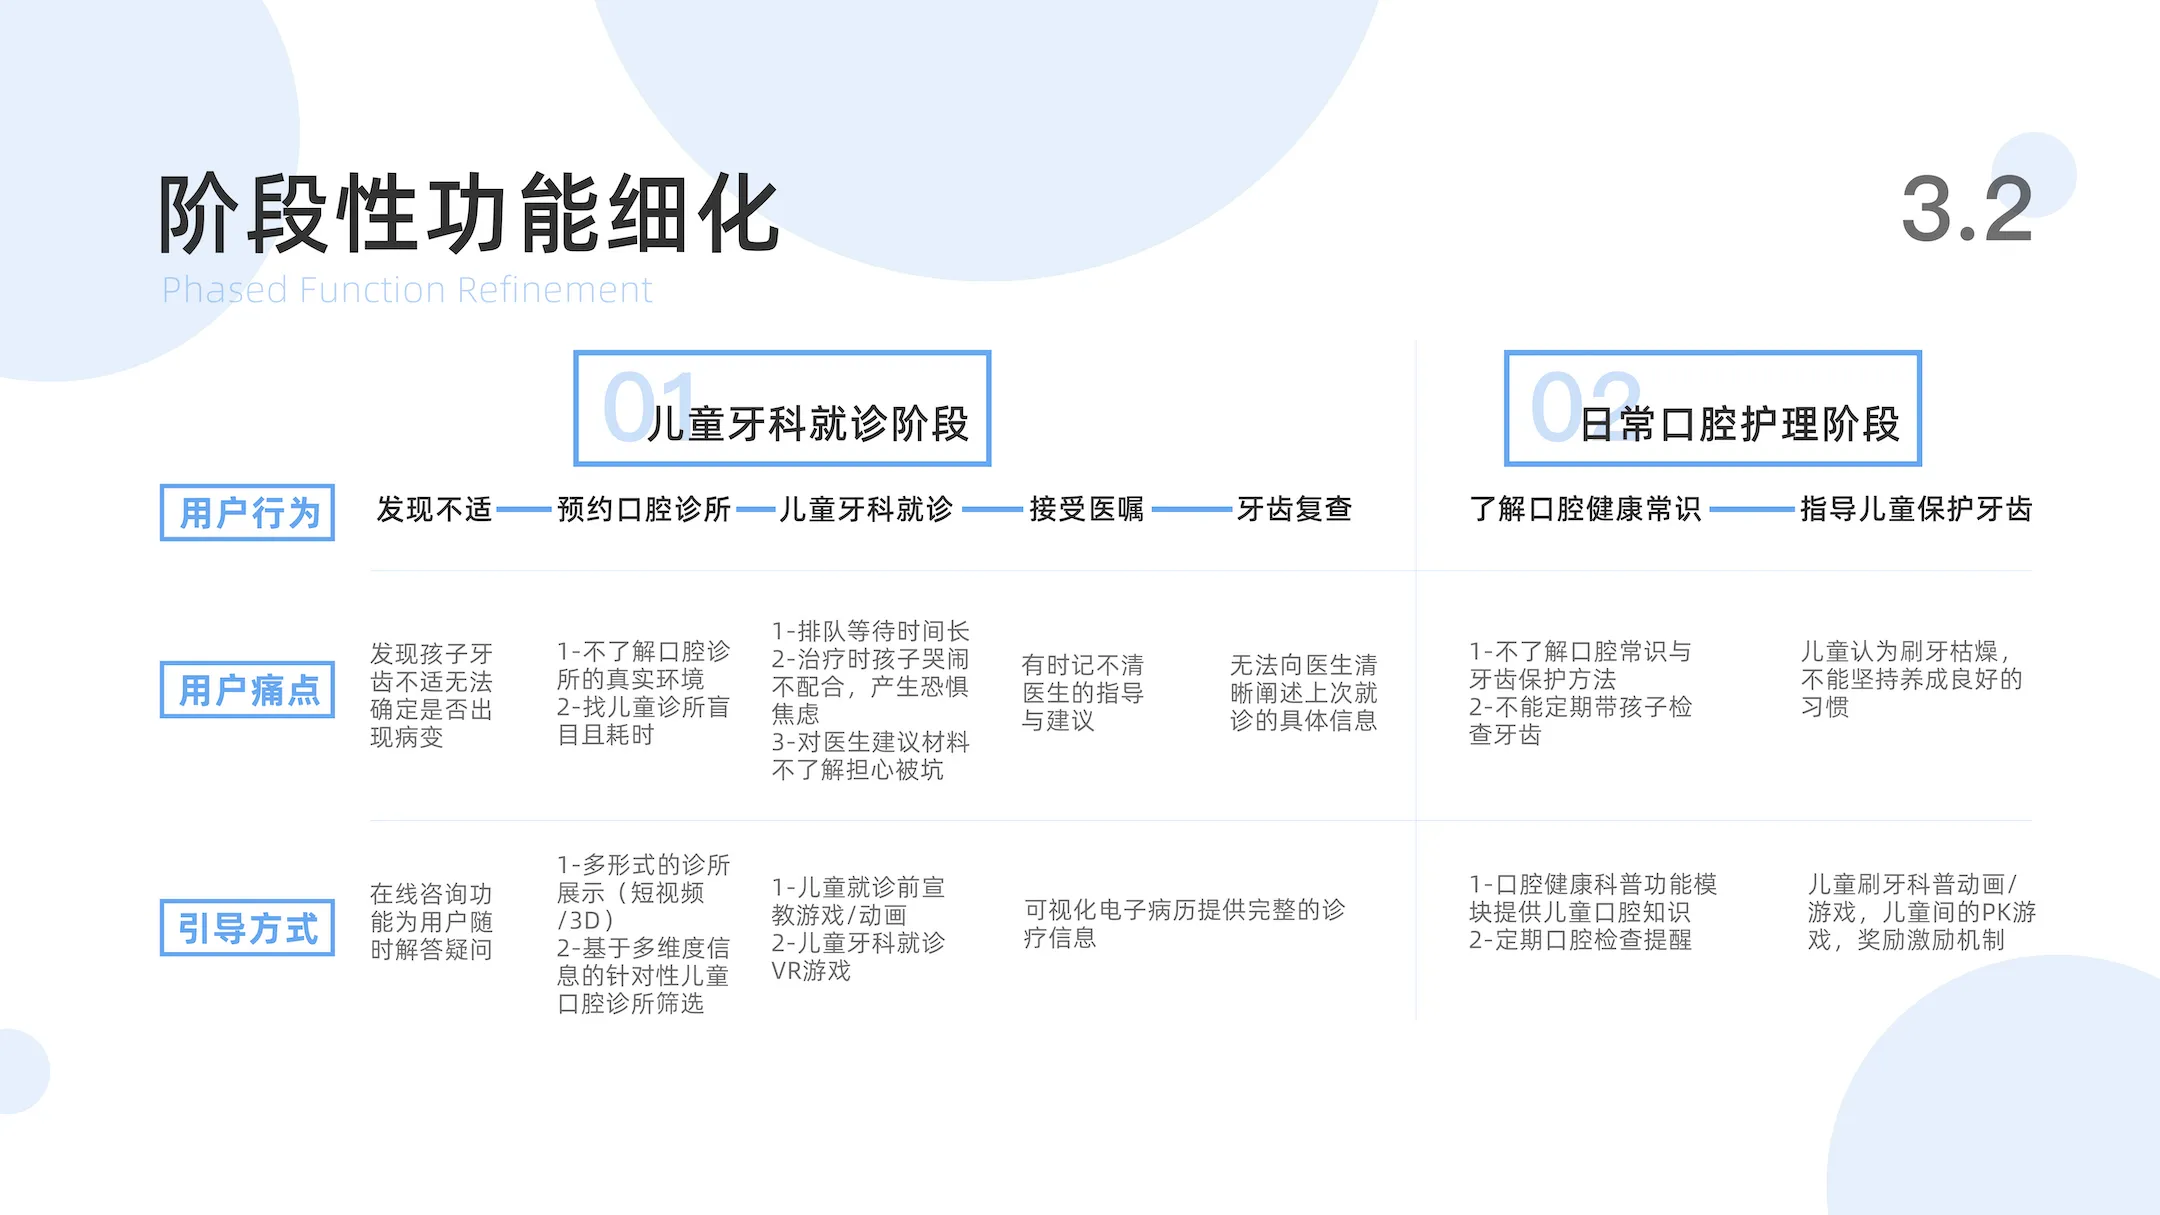 阶段性功能细化
Phased Function Refinement
3.2
01
儿童牙科就诊阶段
02
日常口腔护理阶段
用户行为
发现不适
预约口腔诊所
儿童牙科就诊
接受医嘱
牙齿复查
了解口腔健康常识
指导儿童保护牙齿
用户痛点
发现孩子牙
齿不适无法
确定是否出
现病变
1-不了解口腔诊
所的真实环境
2-找儿童诊所盲
目且耗时
1-排队等待时间长
2-治疗时孩子哭闹
不配合，产生恐惧
焦虑
3-对医生建议材料
不了解担心被坑
有时记不清
医生的指导
与建议
无法向医生清
晰阐述上次就
诊的具体信息
1-不了解口腔常识与
牙齿保护方法
2-不能定期带孩子检
查牙齿
儿童认为刷牙枯燥，
不能坚持养成良好的
习惯
引导方式
在线咨询功
能为用户随
时解答疑问
1-多形式的诊所
展示（短视频
/3D）
2-基于多维度信
息的针对性儿童
口腔诊所筛选
1-儿童就诊前宣
教游戏/动画
2-儿童牙科就诊
VR游戏
可视化电子病历提供完整的诊
疗信息
1-口腔健康科普功能模
块提供儿童口腔知识
2-定期口腔检查提醒
儿童刷牙科普动画/
游戏，儿童间的PK游
戏，奖励激励机制